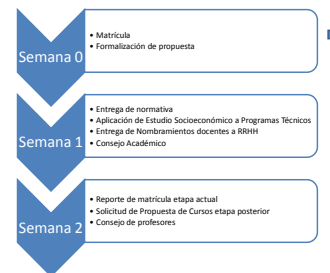 Semana 0
• Matrícula
• Formalización de propuesta
Semana 1
• Entrega de normativa
• Aplicación de Estudio Socioeconómico a Programas Técnicos
• Entrega de Nombramientos docentes a RRHH
• Consejo Académico
Semana 2
• Reporte de matrícula etapa actual
• Solicitud de Propuesta de Cursos etapa posterior
• Consejo de profesores